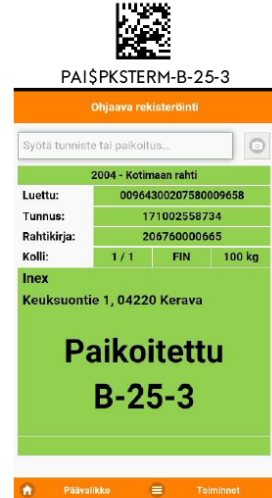 PAI$PKSTERM-B-25-3
Ohjaava rekisteröinti
Syötä tunniste tai paikoitus...
2004 - Kotimaan rahti
Luettu: 00964300207580009658
Tunnus: 171002558734
Rahtikirja: 206760000665
Kolli: 1 / 1 FIN 100 kg
Inex
Keuksuontie 1, 04220 Kerava
Paikoitettu
B-25-3
Päävalikko Toiminnot